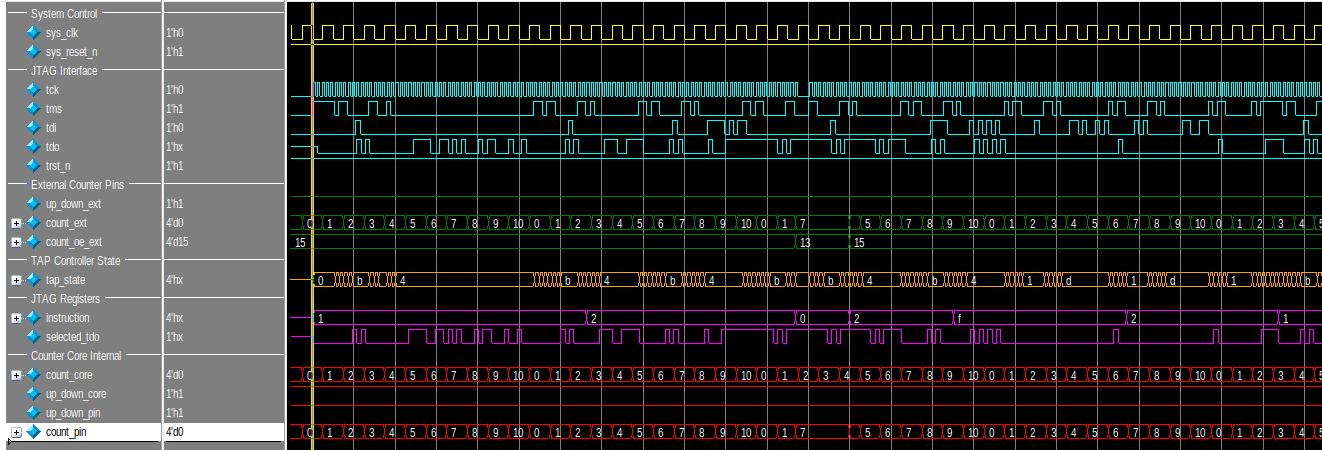 System Control
sys_clk 1'h0
sys_reset_n 1'h1
JTAG Interface
tck 1'h0
tms 1'h1
tdi 1'h0
tdo 1'hx
trst_n 1'h1
External Counter Pins
up_down_ext 1'h1
count_ext 4'd0 0 1 2 3 4 5 6 7 8 9 10 0 1 2 3 4 5 6 7 8 9 10 0 1 7 5 6 7 8 9 10 0 1 2 3 4 5 6 7 8 9 10 0 1 2 3 4 5
count_oe_ext 4'd15 15 13 15
TAP Controller State
tap_state 4'hx 0 b 4 b 4 b 4 b b 4 b 4 1 d 1 d 1 b
JTAG Registers
instruction 4'hx 1 2 0 2 f 2 1
selected_tdo 1'hx
Counter Core Internal
count_core 4'd0 0 1 2 3 4 5 6 7 8 9 10 0 1 2 3 4 5 6 7 8 9 10 0 1 2 3 4 5 6 7 8 9 10 0 1 2 3 4 5 6 7 8 9 10 0 1 2 3 4 5
up_down_core 1'h1
up_down_pin 1'h1
count_pin 4'd0 0 1 2 3 4 5 6 7 8 9 10 0 1 2 3 4 5 6 7 8 9 10 0 1 7 5 6 7 8 9 10 0 1 2 3 4 5 6 7 8 9 10 0 1 2 3 4 5